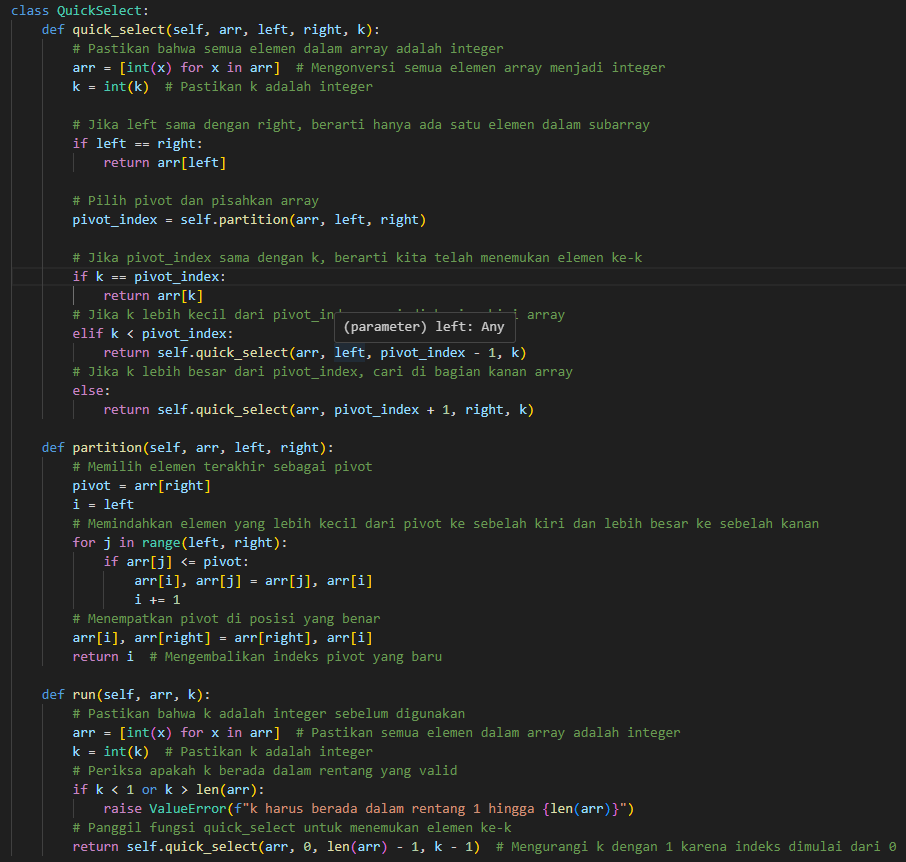 class QuickSelect:
    def quick_select(self, arr, left, right, k):
        # Pastikan bahwa semua elemen dalam array adalah integer
        arr = [int(x) for x in arr]  # Mengonversi semua elemen array menjadi integer
        k = int(k)  # Pastikan k adalah integer
        # Jika left sama dengan right, berarti hanya ada satu elemen dalam subarray
        if left == right:
            return arr[left]
        # Pilih pivot dan pisahkan array
        pivot_index = self.partition(arr, left, right)
        # Jika pivot_index sama dengan k, berarti kita telah menemukan elemen ke-k
        if k == pivot_index:
            return arr[k]
        # Jika k lebih kecil dari array
(parameter) left: Any
        elif k < pivot_index:
            return self.quick_select(arr, left, pivot_index - 1, k)
        # Jika k lebih besar dari pivot_index, cari di bagian kanan array
        else:
            return self.quick_select(arr, pivot_index + 1, right, k)
    def partition(self, arr, left, right):
        # Memilih elemen terakhir sebagai pivot
        pivot = arr[right]
        i = left
        # Memindahkan elemen yang lebih kecil dari pivot ke sebelah kiri dan lebih besar ke sebelah kanan
        for j in range(left, right):
            if arr[j] <= pivot:
                arr[i], arr[j] = arr[j], arr[i]
                i += 1
        # Menempatkan pivot di posisi yang benar
        arr[i], arr[right] = arr[right], arr[i]
        return i  # Mengembalikan indeks pivot yang baru
    def run(self, arr, k):
        # Pastikan bahwa k adalah integer sebelum digunakan
        arr = [int(x) for x in arr]  # Pastikan semua elemen dalam array adalah integer
        k = int(k)  # Pastikan k adalah integer
        # Periksa apakah k berada dalam rentang yang valid
        if k < 1 or k > len(arr):
            raise ValueError(f"k harus berada dalam rentang 1 hingga {len(arr)}")
        # Panggil fungsi quick_select untuk menemukan elemen ke-k
        return self.quick_select(arr, 0, len(arr) - 1, k - 1)  # Mengurangi k dengan 1 karena indeks dimulai dari 0